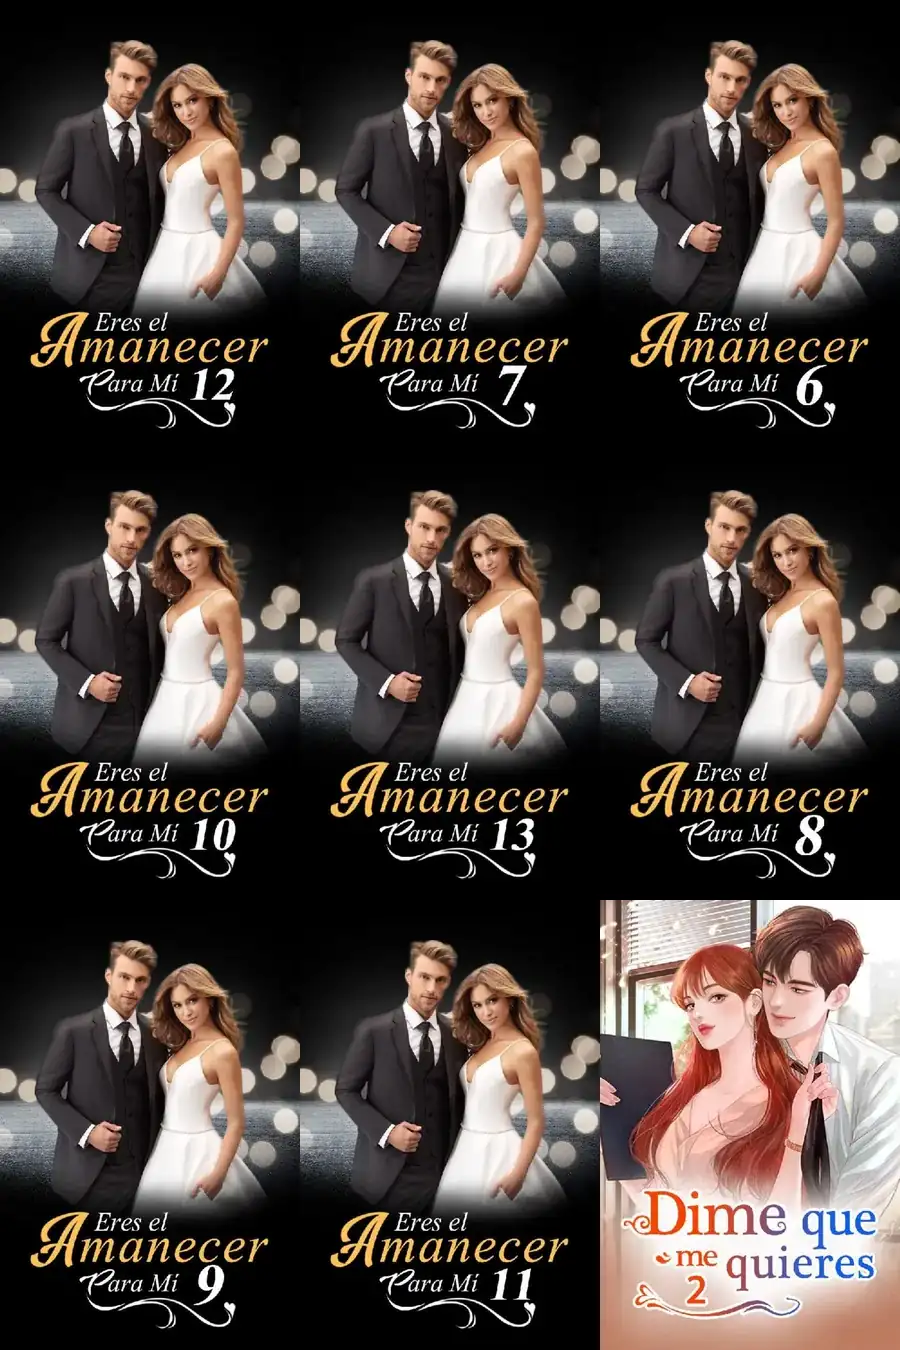 Eres el
Amanecer
Para Mí 12
Eres el
Amanecer
Para Mí 7
Eres el
Amanecer
Para Mí 6
Eres el
Amanecer
Para Mí 10
Eres el
Amanecer
Para Mí 13
Eres el
Amanecer
Para Mí 8
Eres el
Amanecer
Para Mí 9
Eres el
Amanecer
Para Mí 11
Dime que
me quieres
2